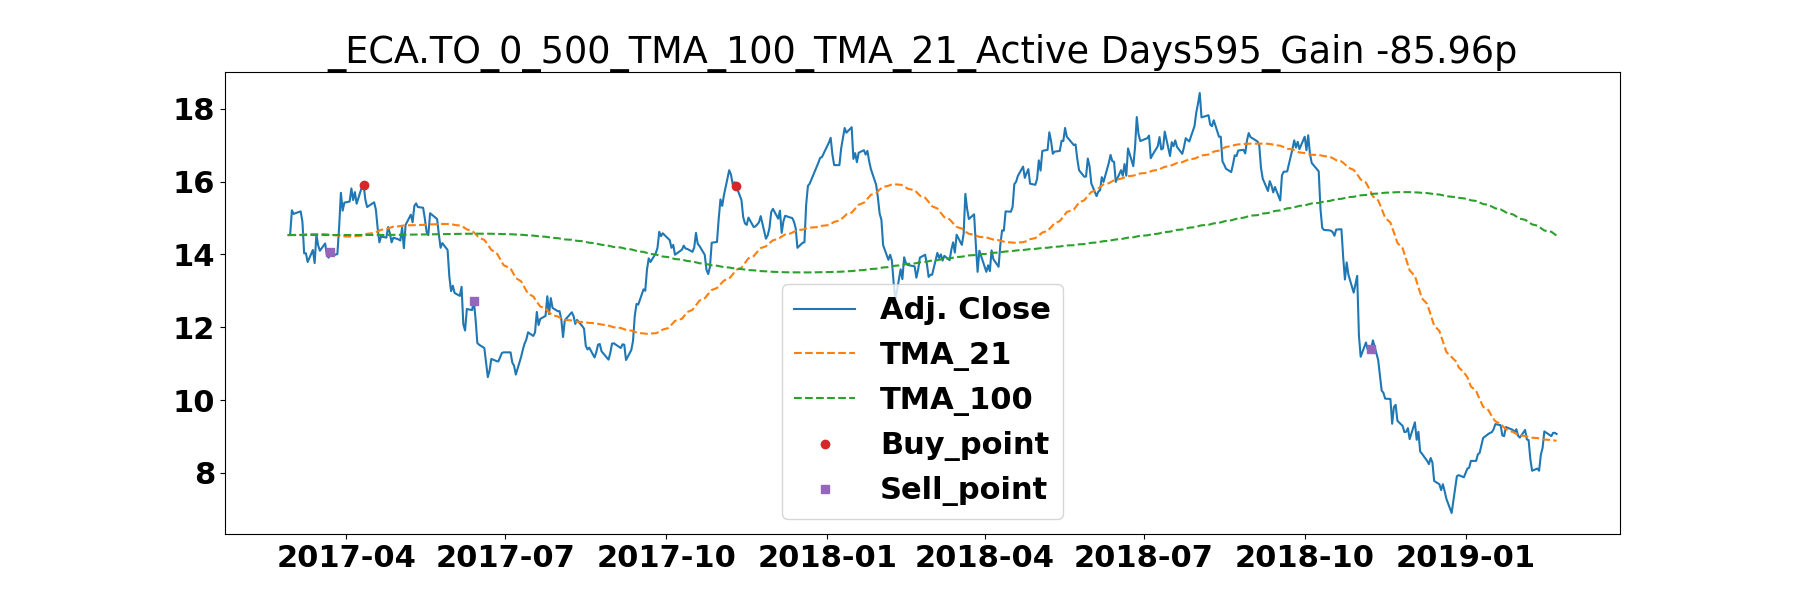 _ECA.TO_0_500_TMA_100_TMA_21_Active Days595_Gain -85.96p
18
16
14
12
10
8
Adj. Close
TMA_21
TMA_100
Buy_point
Sell_point
2017-04 2017-07 2017-10 2018-01 2018-04 2018-07 2018-10 2019-01